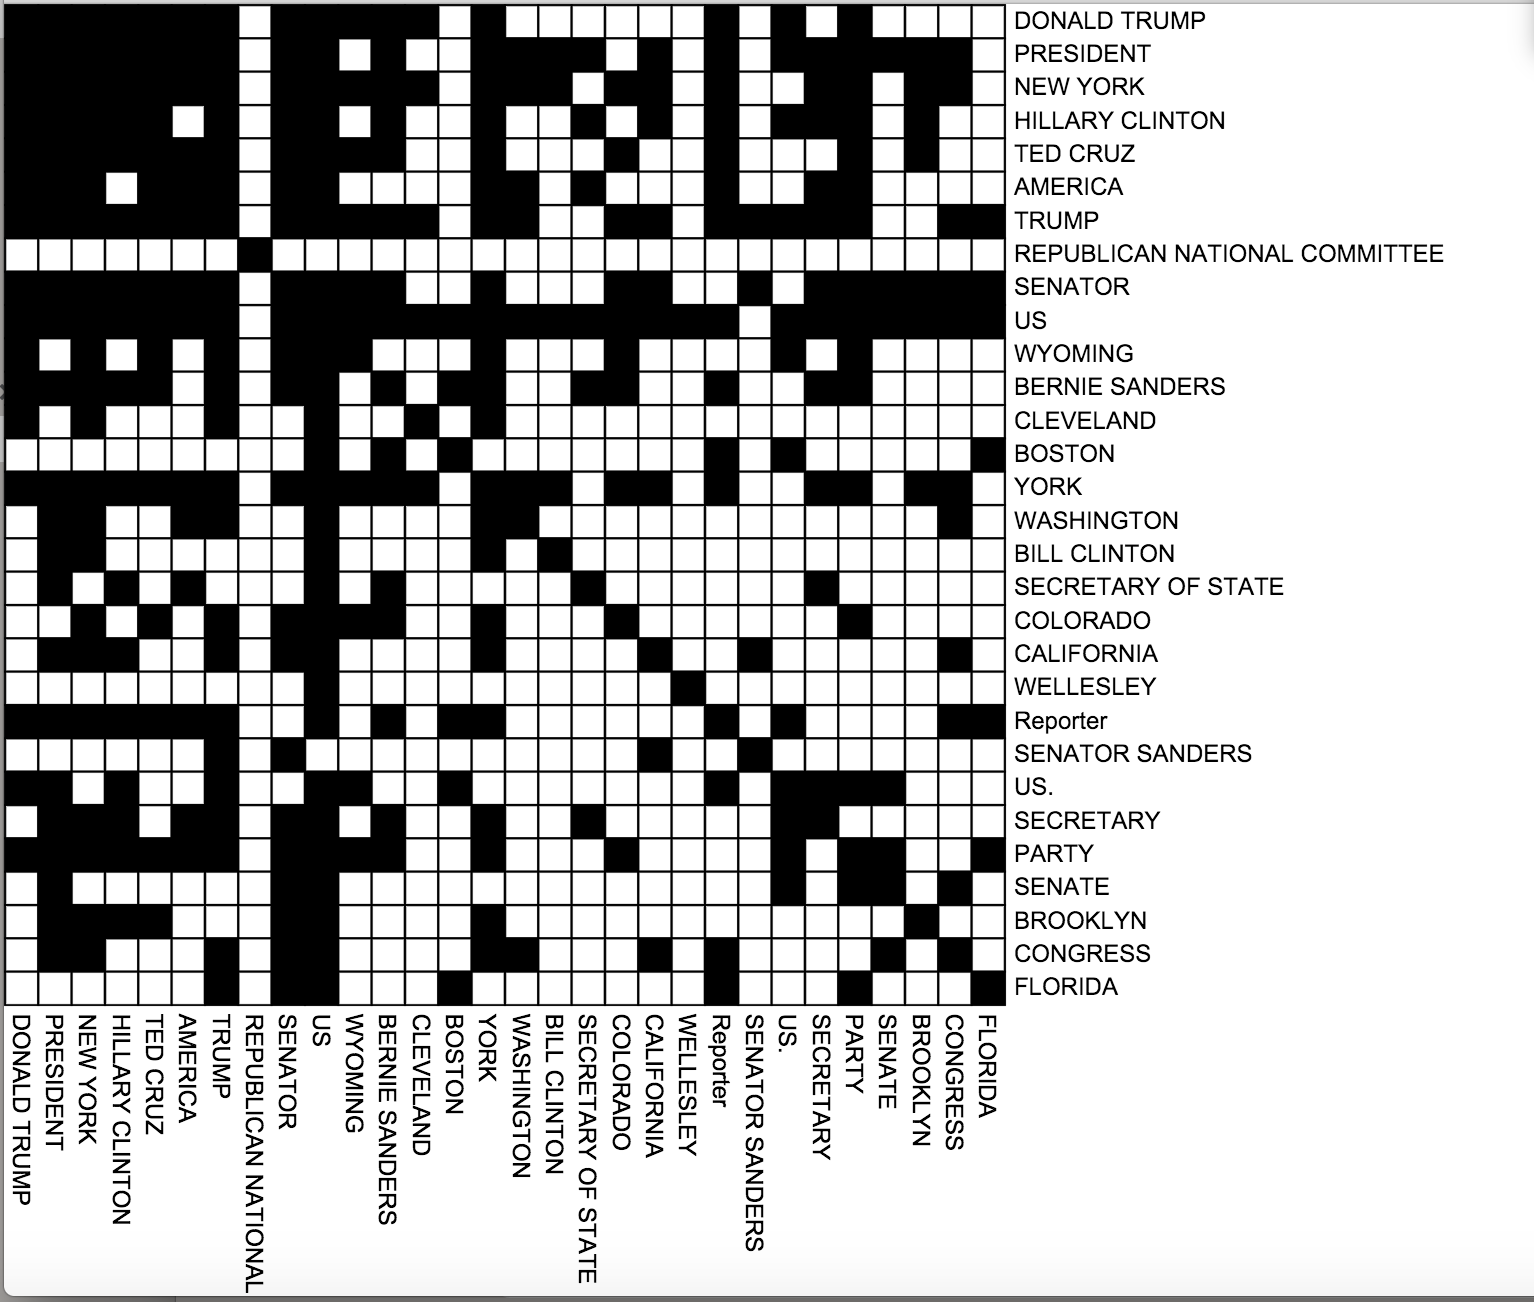 DONALD TRUMP
PRESIDENT
NEW YORK
HILLARY CLINTON
TED CRUZ
AMERICA
TRUMP
REPUBLICAN NATIONAL COMMITTEE
SENATOR
US
WYOMING
BERNIE SANDERS
CLEVELAND
BOSTON
YORK
WASHINGTON
BILL CLINTON
SECRETARY OF STATE
COLORADO
CALIFORNIA
WELLESLEY
Reporter
SENATOR SANDERS
US.
SECRETARY
PARTY
SENATE
BROOKLYN
CONGRESS
FLORIDA
DONALD TRUMP
PRESIDENT
NEW YORK
HILLARY CLINTON
TED CRUZ
AMERICA
TRUMP
REPUBLICAN NATIONAL
SENATOR
US
WYOMING
BERNIE SANDERS
CLEVELAND
BOSTON
YORK
WASHINGTON
BILL CLINTON
SECRETARY OF STATE
COLORADO
CALIFORNIA
WELLESLEY
Reporter
SENATOR SANDERS
US.
SECRETARY
PARTY
SENATE
BROOKLYN
CONGRESS
FLORIDA